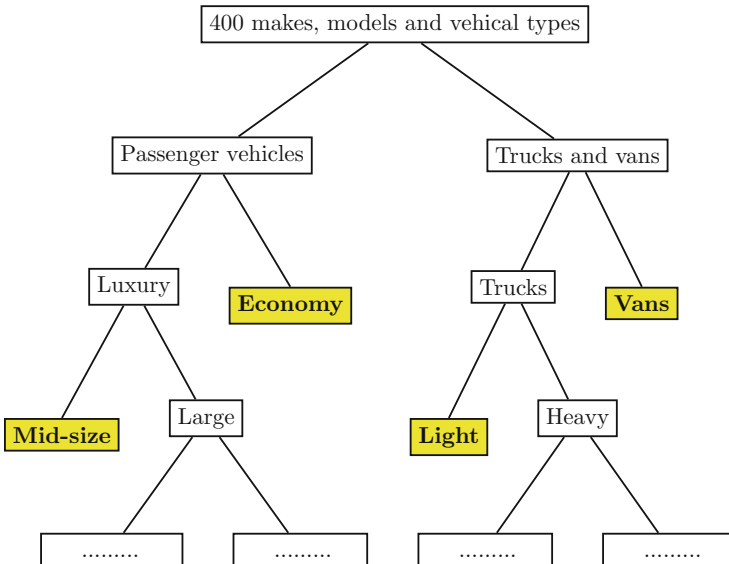 400 makes, models and vehical types
Passenger vehicles
Trucks and vans
Luxury
Economy
Trucks
Vans
Mid-size
Large
Light
Heavy
.........
.........
.........
.........